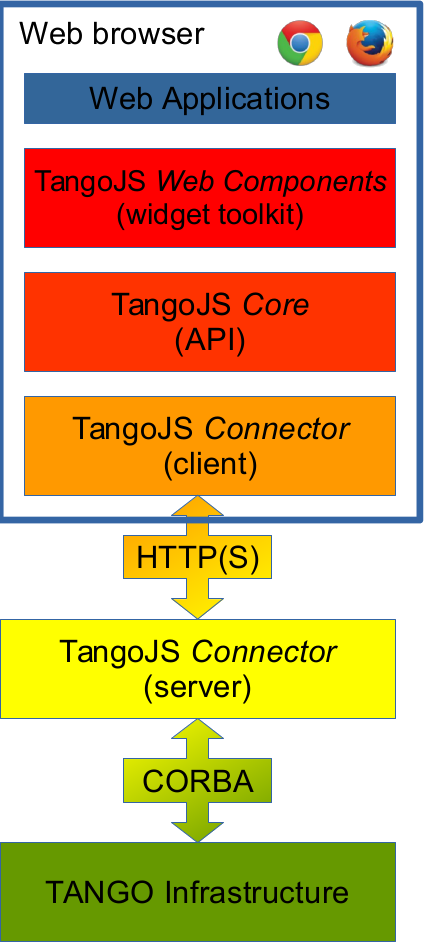 Web browser
Web Applications
TangoJS Web Components
(widget toolkit)
TangoJS Core
(API)
TangoJS Connector
(client)
HTTP(S)
TangoJS Connector
(server)
CORBA
TANGO Infrastructure